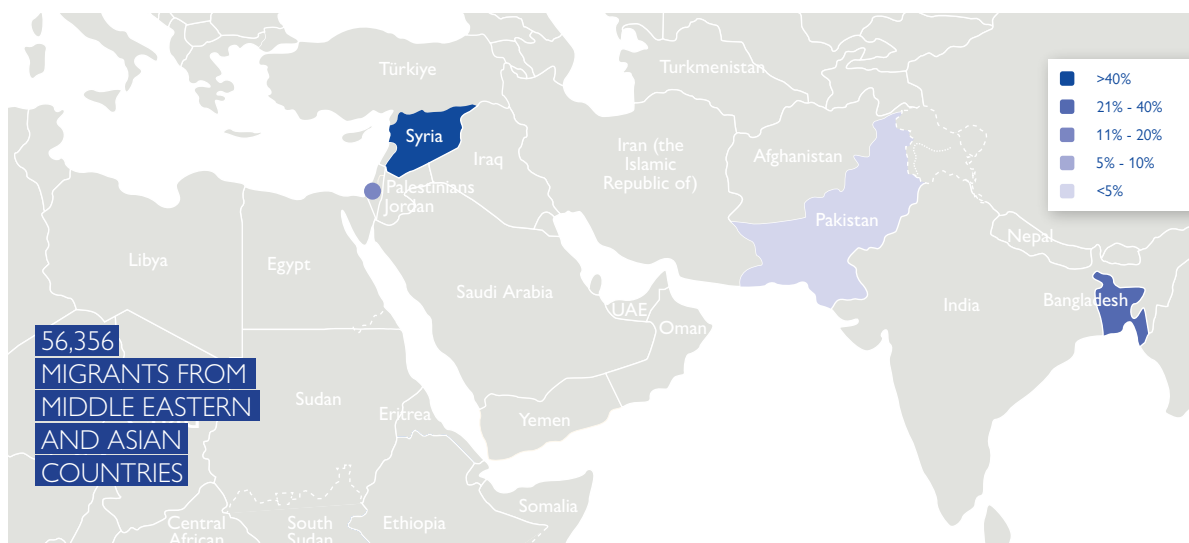 Türkiye
Turkmenistan
>40%
21% - 40%
11% - 20%
5% - 10%
<5%
Syria
Iraq
Iran (the
Islamic
Republic of)
Afghanistan
Palestinians
Jordan
Pakistan
Nepal
Libya
Egypt
Saudi Arabia
UAE
Oman
India
Bangladesh
56,356
MIGRANTS FROM
MIDDLE EASTERN
AND ASIAN
COUNTRIES
Sudan
Eritrea
Yemen
Somalia
Central
African
South
Sudan
Ethiopia